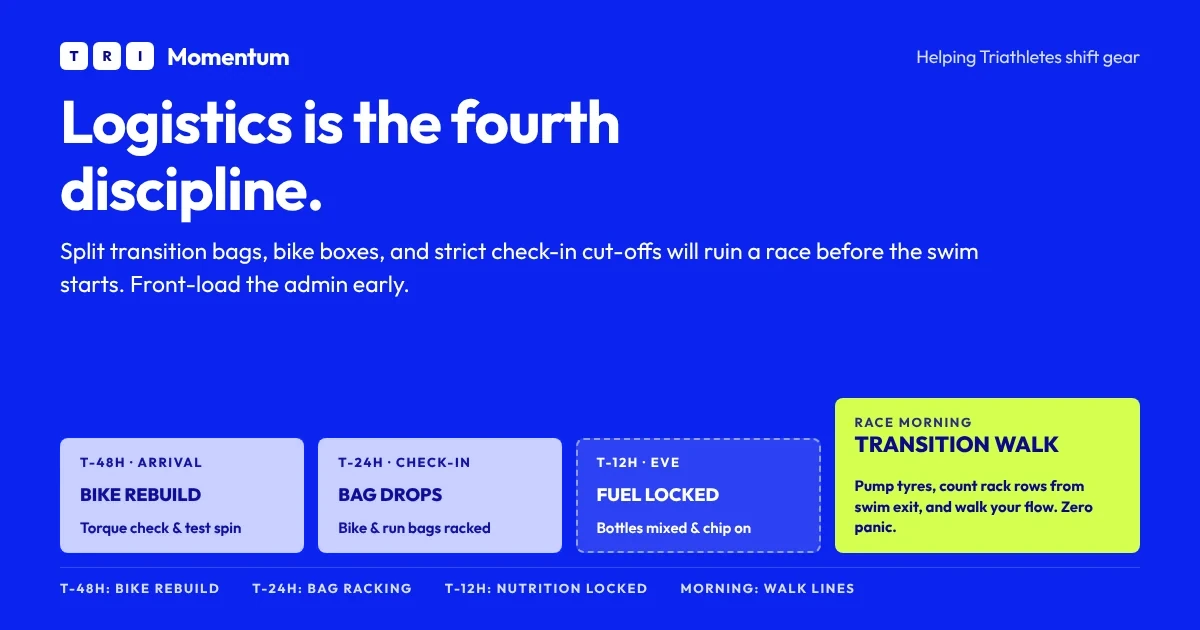 TRI Momentum
Helping Triathletes shift gear
Logistics is the fourth
discipline.
Split transition bags, bike boxes, and strict check-in cut-offs will ruin a race before the swim
starts. Front-load the admin early.
T-48H · ARRIVAL
BIKE REBUILD
Torque check & test spin
T-24H · CHECK-IN
BAG DROPS
Bike & run bags racked
T-12H · EVE
FUEL LOCKED
Bottles mixed & chip on
RACE MORNING
TRANSITION WALK
Pump tyres, count rack rows from
swim exit, and walk your flow. Zero
panic.
T-48H: BIKE REBUILD T-24H: BAG RACKING T-12H: NUTRITION LOCKED MORNING: WALK LINES